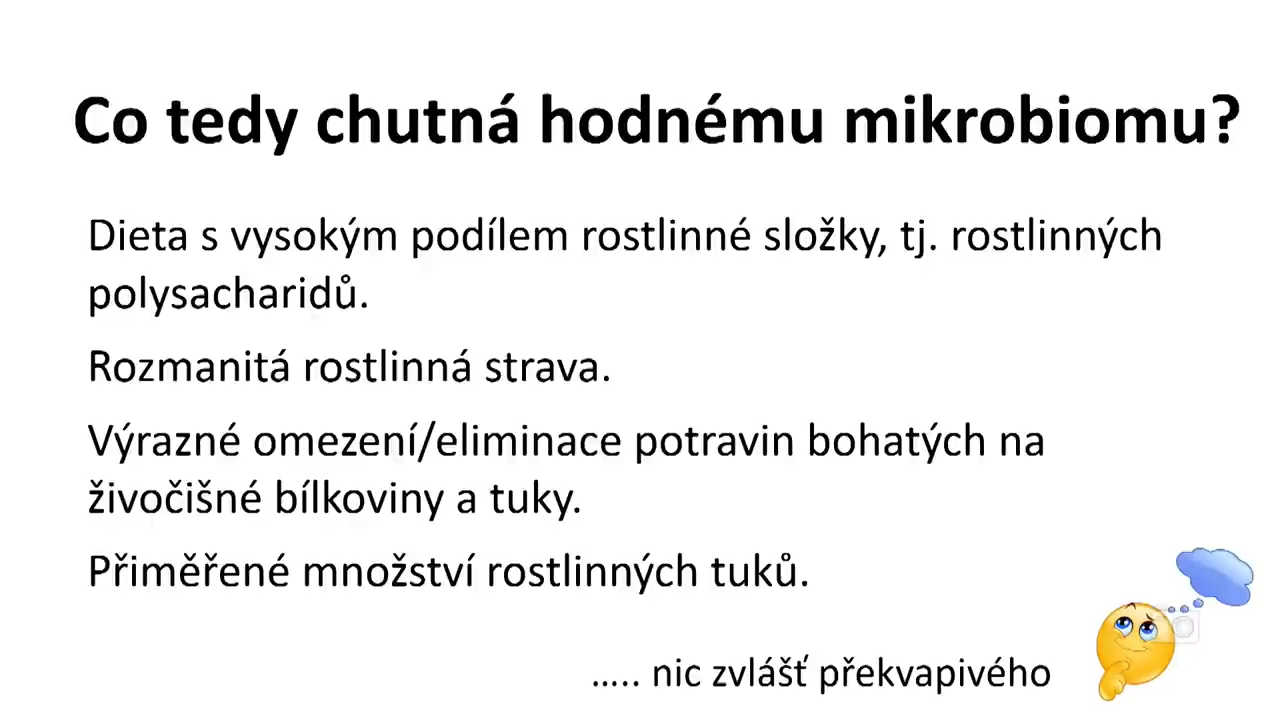 Co tedy chutná hodnému mikrobiomu?
Dieta s vysokým podílem rostlinné složky, tj. rostlinných
polysacharidů.
Rozmanitá rostlinná strava.
Výrazné omezení/eliminace potravin bohatých na
živočišné bílkoviny a tuky.
Přiměřené množství rostlinných tuků.
..... nic zvlášť překvapivého